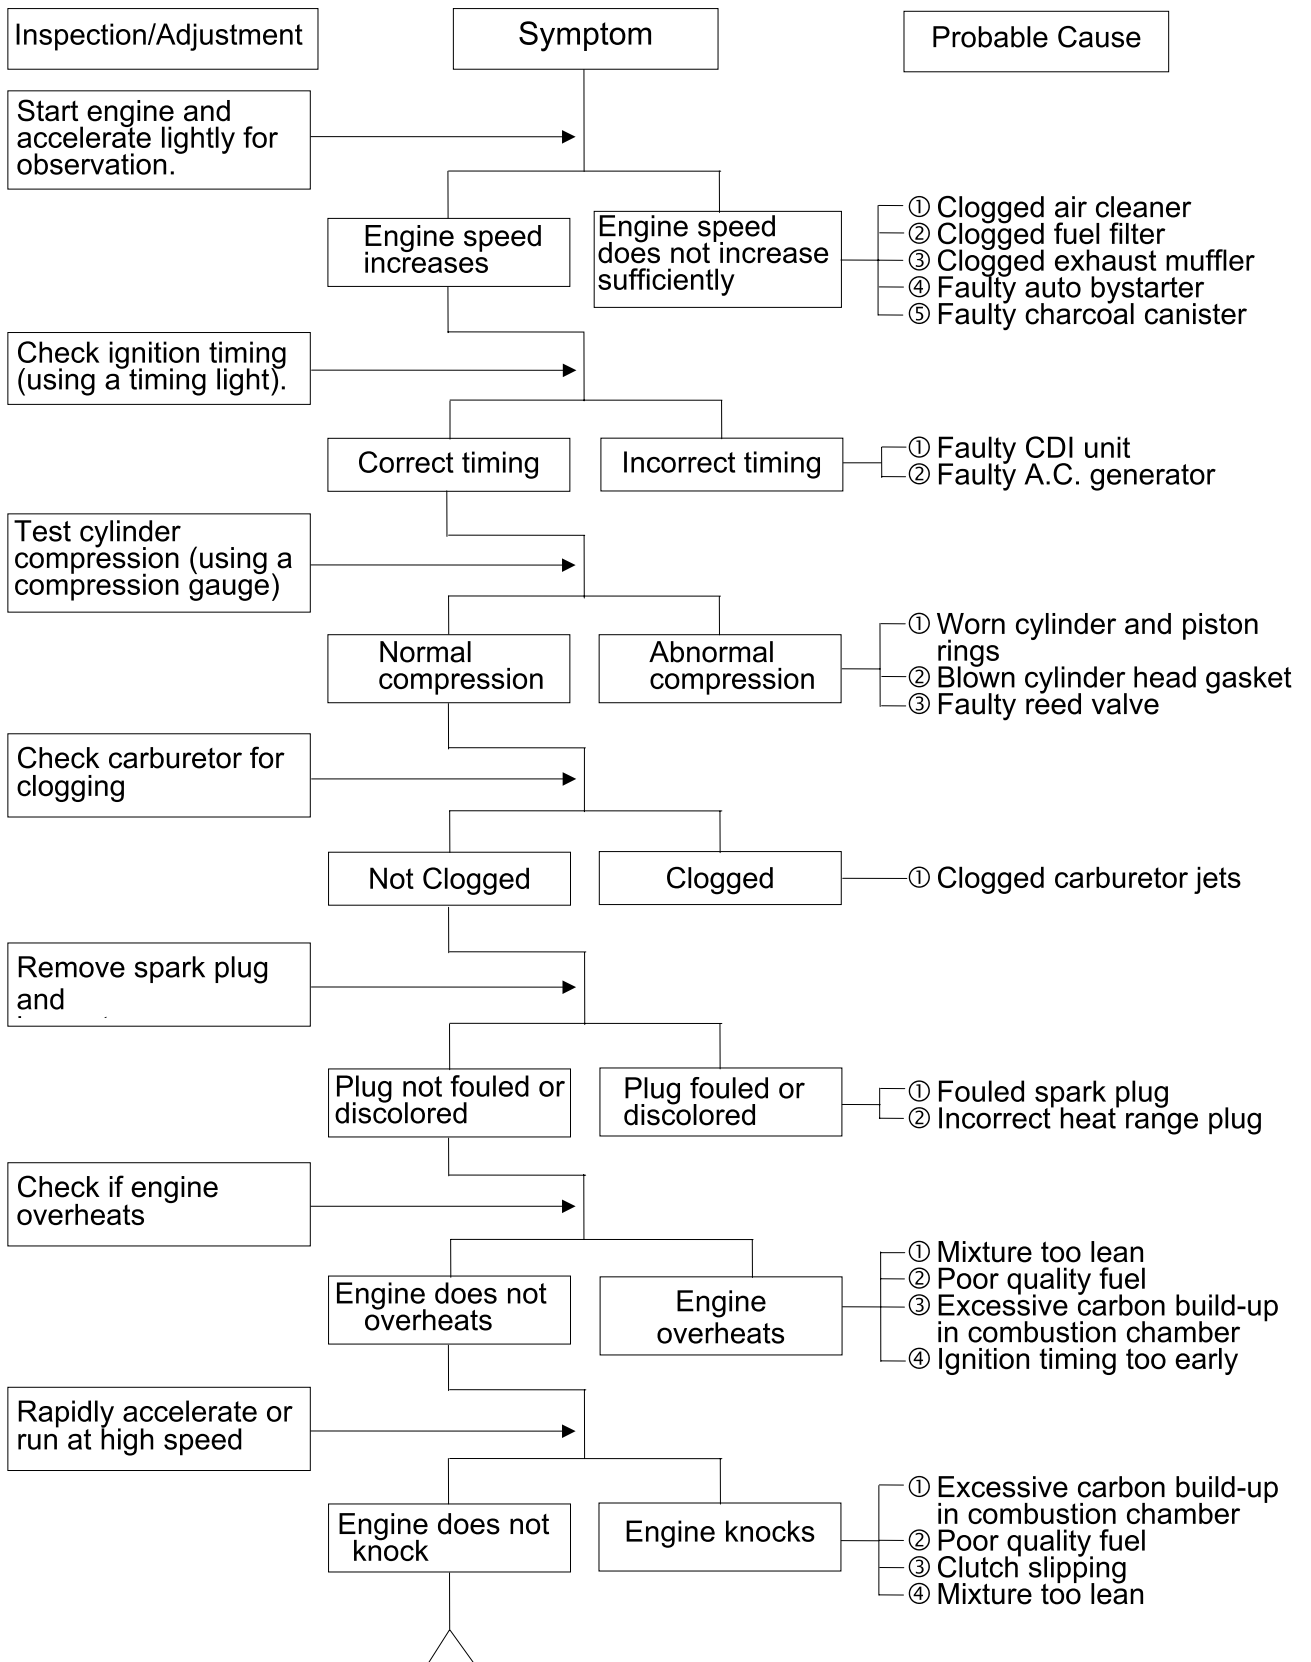 Inspection/Adjustment
Symptom
Probable Cause
Start engine and
accelerate lightly for
observation.
Engine speed
increases
Engine speed
does not increase
sufficiently
① Clogged air cleaner
② Clogged fuel filter
③ Clogged exhaust muffler
④ Faulty auto bystarter
⑤ Faulty charcoal canister
Check ignition timing
(using a timing light).
Correct timing
Incorrect timing
① Faulty CDI unit
② Faulty A.C. generator
Test cylinder
compression (using a
compression gauge)
Normal
compression
Abnormal
compression
① Worn cylinder and piston
rings
② Blown cylinder head gasket
③ Faulty reed valve
Check carburetor for
clogging
Not Clogged
Clogged
① Clogged carburetor jets
Remove spark plug
and
Plug not fouled or
discolored
Plug fouled or
discolored
① Fouled spark plug
② Incorrect heat range plug
Check if engine
overheats
Engine does not
overheats
Engine
overheats
① Mixture too lean
② Poor quality fuel
③ Excessive carbon build-up
in combustion chamber
④ Ignition timing too early
Rapidly accelerate or
run at high speed
Engine does not
knock
Engine knocks
① Excessive carbon build-up
in combustion chamber
② Poor quality fuel
③ Clutch slipping
④ Mixture too lean